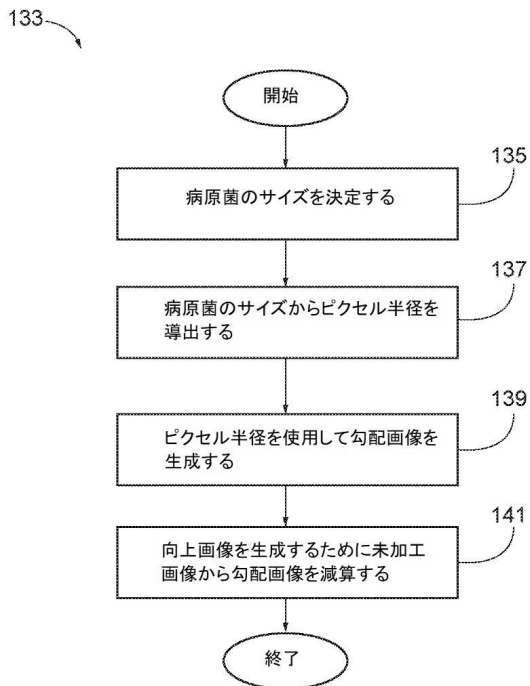 133
開始
135
病原菌のサイズを決定する
137
病原菌のサイズからピクセル半径を
導出する
139
ピクセル半径を使用して勾配画像を
生成する
141
向上画像を生成するために未加工
画像から勾配画像を減算する
終了